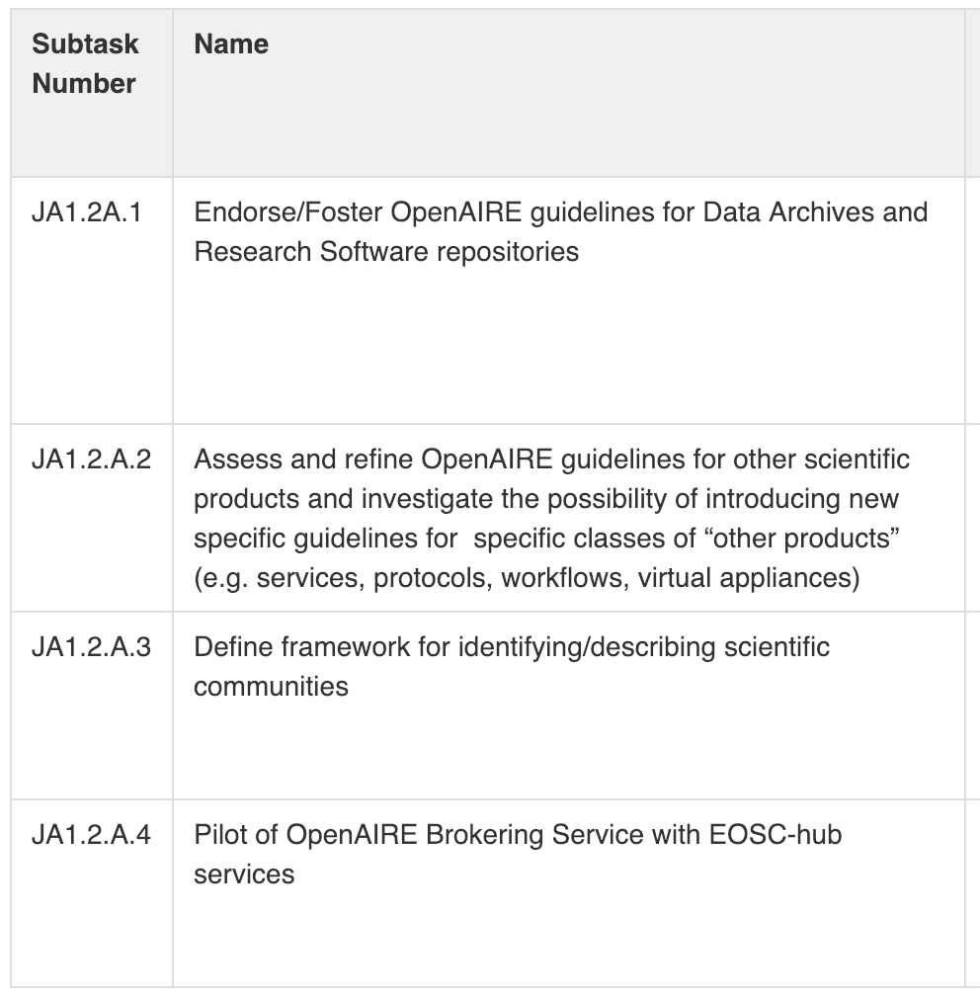 Subtask Number
Name
JA1.2A.1
Endorse/Foster OpenAIRE guidelines for Data Archives and
Research Software repositories
JA1.2.A.2
Assess and refine OpenAIRE guidelines for other scientific
products and investigate the possibility of introducing new
specific guidelines for  specific classes of “other products”
(e.g. services, protocols, workflows, virtual appliances)
JA1.2.A.3
Define framework for identifying/describing scientific
communities
JA1.2.A.4
Pilot of OpenAIRE Brokering Service with EOSC-hub
services